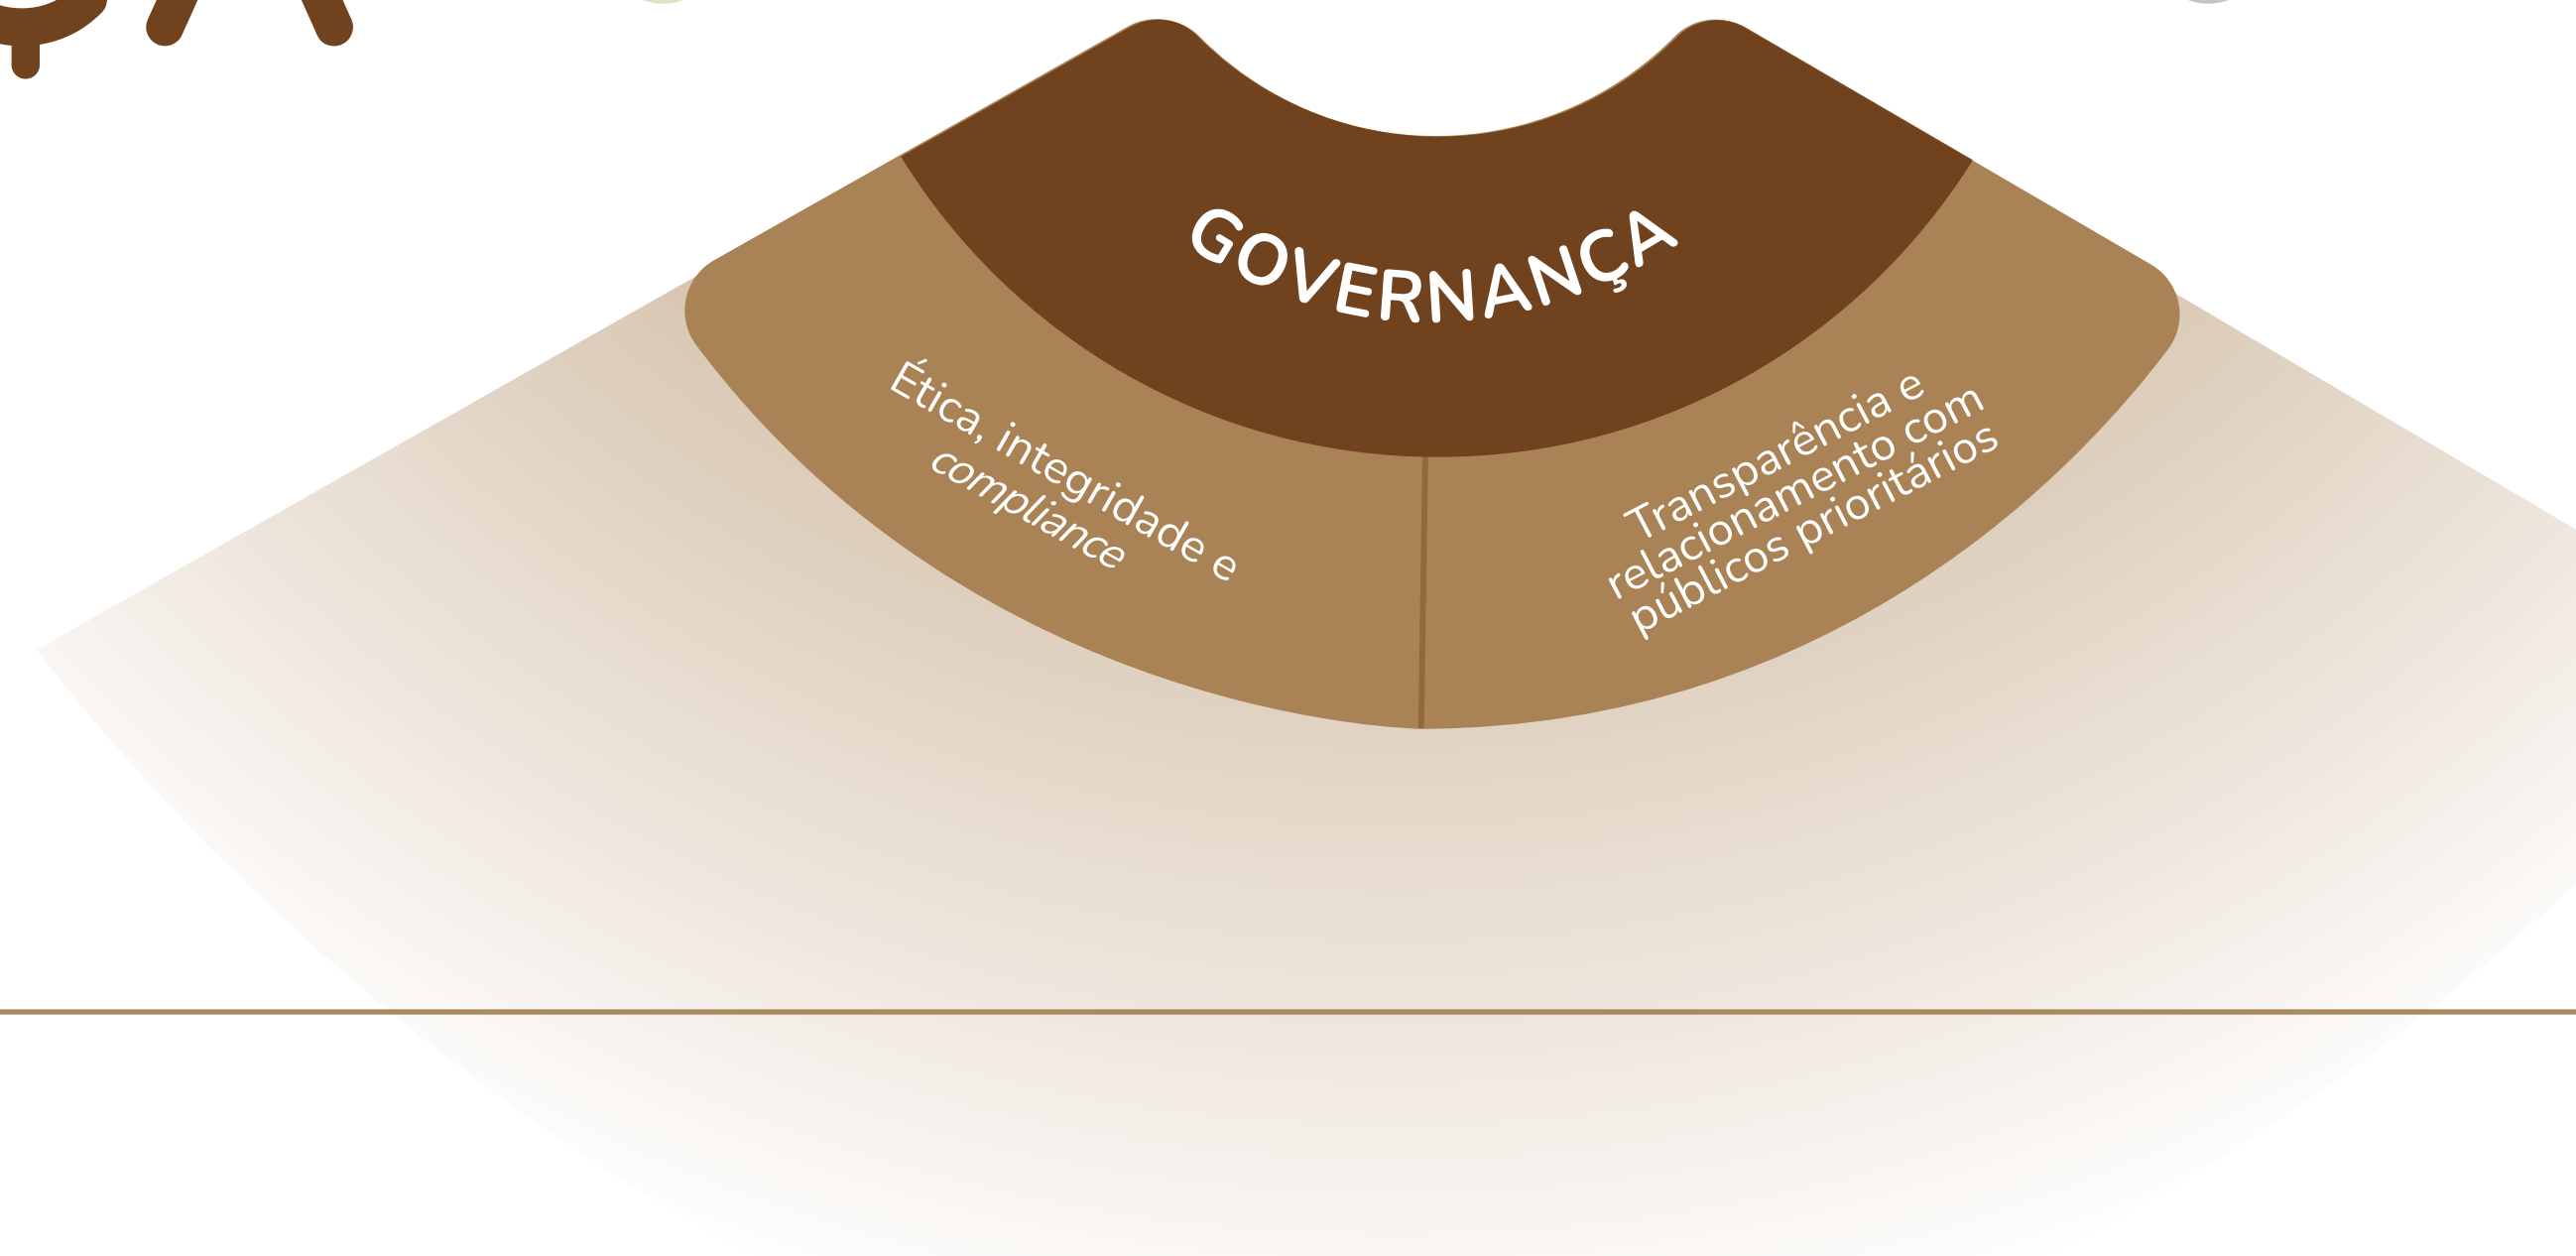 GOVERNANÇA
Ética, integridade e
compliance
Transparência e
relacionamento com
públicos prioritários